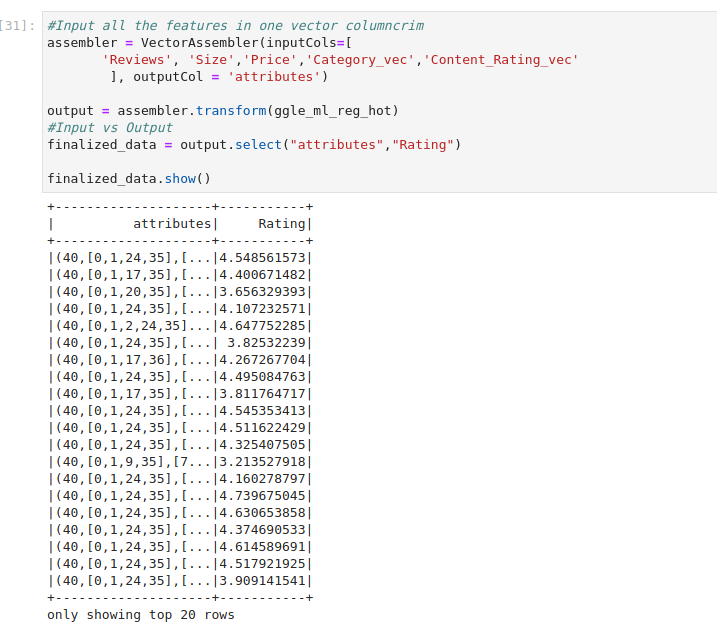 [31]: #Input all the features in one vector columncrim
assembler = VectorAssembler(inputCols=[
       'Reviews', 'Size','Price','Category_vec','Content_Rating_vec'
        ], outputCol = 'attributes')
output = assembler.transform(ggle_ml_reg_hot)
#Input vs Output
finalized_data = output.select("attributes","Rating")
finalized_data.show()
+--------------------+-----------+
|          attributes|     Rating|
+--------------------+-----------+
|(40,[0,1,24,35],[...|4.548561573|
|(40,[0,1,17,35],[...|4.400671482|
|(40,[0,1,20,35],[...|3.656329393|
|(40,[0,1,24,35],[...|4.107232571|
|(40,[0,1,2,24,35]...|4.647752285|
|(40,[0,1,24,35],[...| 3.82532239|
|(40,[0,1,17,36],[...|4.267267704|
|(40,[0,1,24,35],[...|4.495084763|
|(40,[0,1,17,35],[...|3.811764717|
|(40,[0,1,24,35],[...|4.545353413|
|(40,[0,1,24,35],[...|4.511622429|
|(40,[0,1,24,35],[...|4.325407505|
|(40,[0,1,9,35],[7...|3.213527918|
|(40,[0,1,24,35],[...|4.160278797|
|(40,[0,1,24,35],[...|4.739675045|
|(40,[0,1,24,35],[...|4.630653858|
|(40,[0,1,24,35],[...|4.374690533|
|(40,[0,1,24,35],[...|4.614589691|
|(40,[0,1,24,35],[...|4.517921925|
|(40,[0,1,24,35],[...|3.909141541|
+--------------------+-----------+
only showing top 20 rows